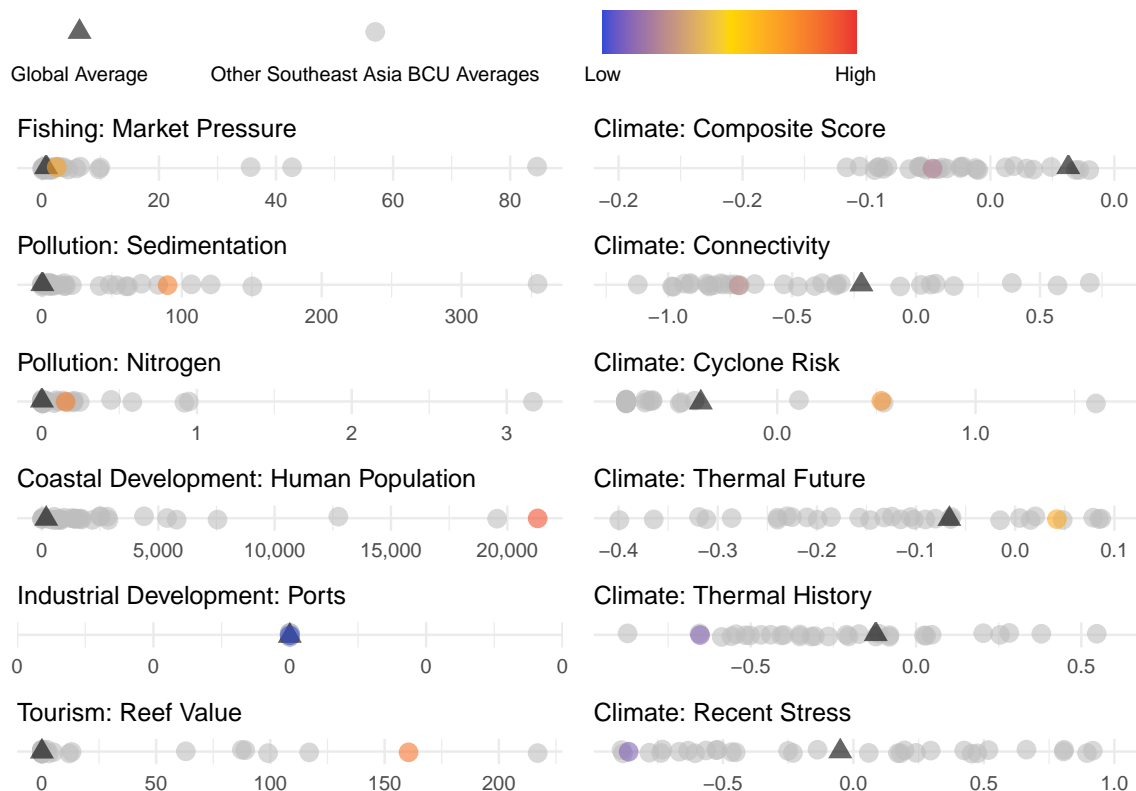 Global Average
Other Southeast Asia BCU Averages
Low
High
Fishing: Market Pressure
0 20 40 60 80
Pollution: Sedimentation
0 100 200 300
Pollution: Nitrogen
0 1 2 3
Coastal Development: Human Population
0 5,000 10,000 15,000 20,000
Industrial Development: Ports
0 0 0 0 0
Tourism: Reef Value
0 50 100 150 200
Climate: Composite Score
−0.2 −0.2 −0.1 0.0 0.0
Climate: Connectivity
−1.0 −0.5 0.0 0.5
Climate: Cyclone Risk
0.0 1.0
Climate: Thermal Future
−0.4 −0.3 −0.2 −0.1 0.0 0.1
Climate: Thermal History
−0.5 0.0 0.5
Climate: Recent Stress
−0.5 0.0 0.5 1.0